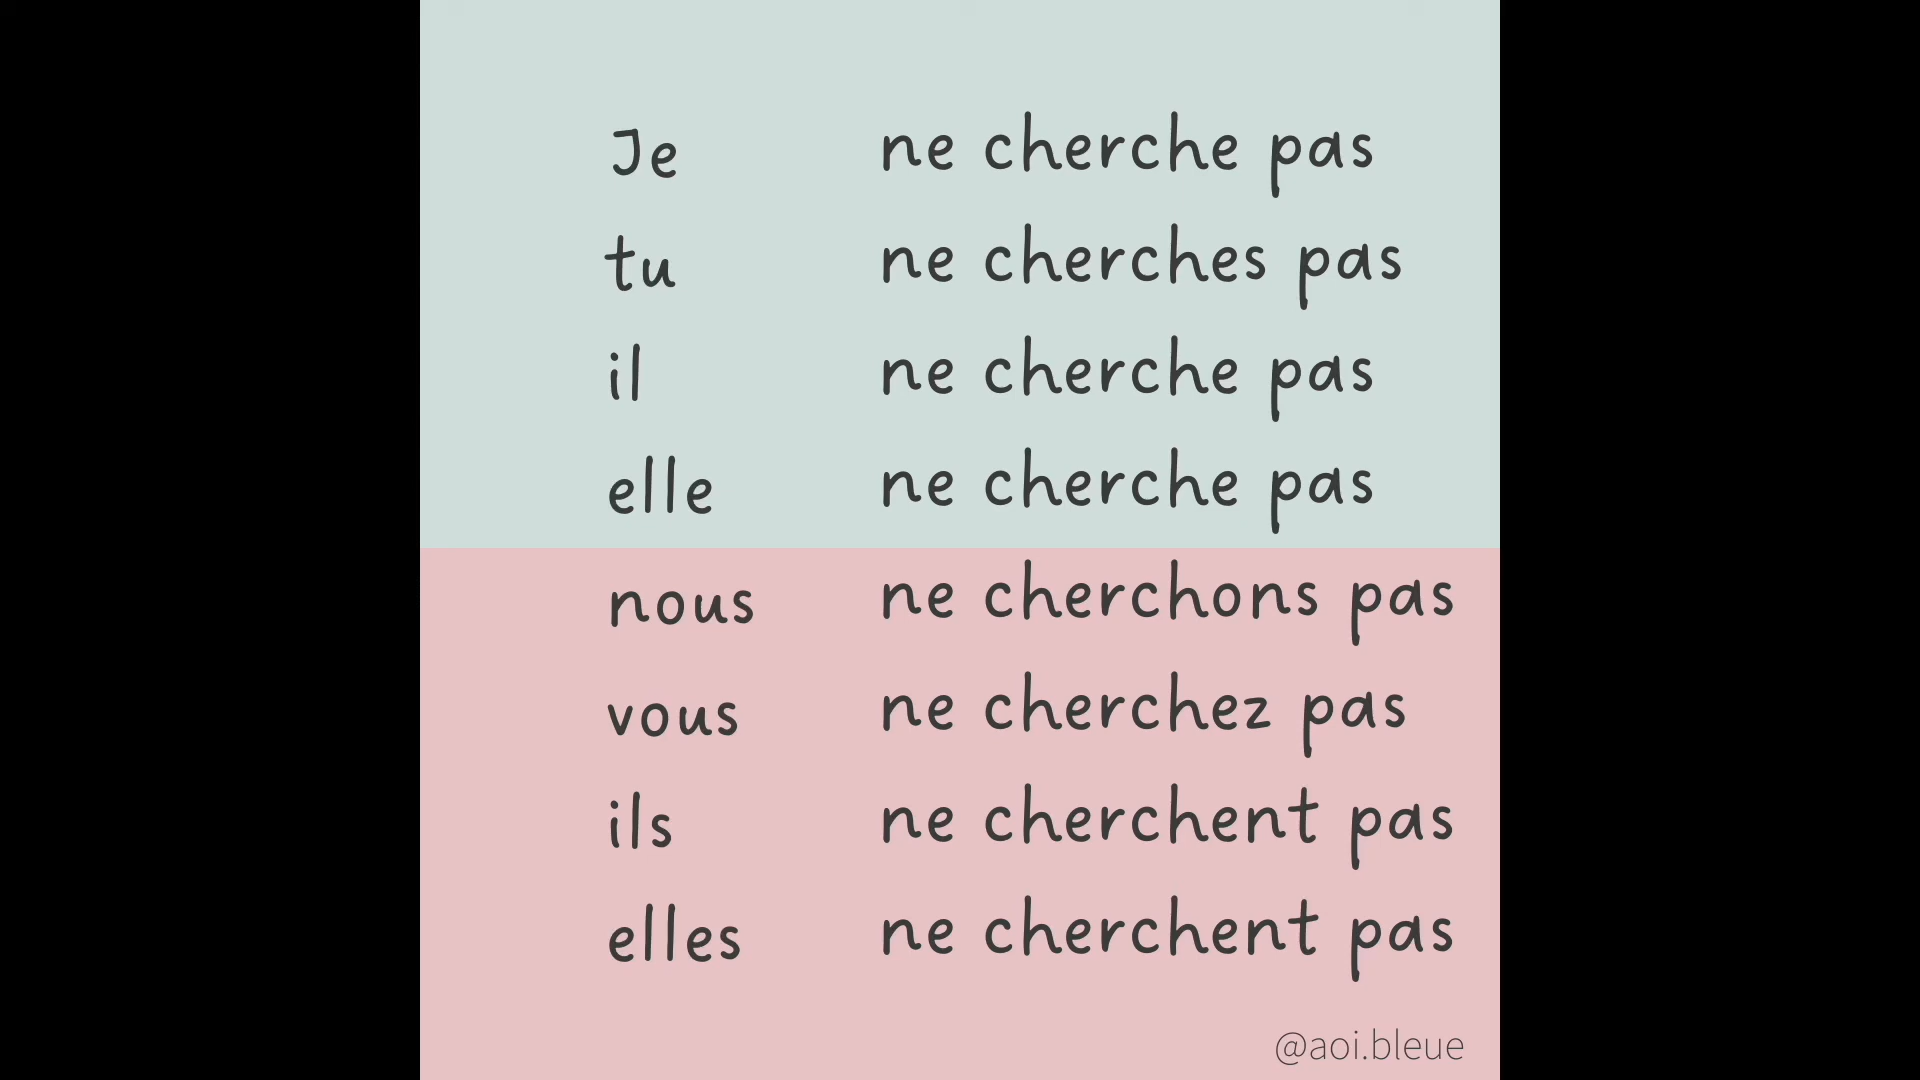 Je ne cherche pas
tu ne cherches pas
il ne cherche pas
elle ne cherche pas
nous ne cherchons pas
vous ne cherchez pas
ils ne cherchent pas
elles ne cherchent pas
@aoi.bleue